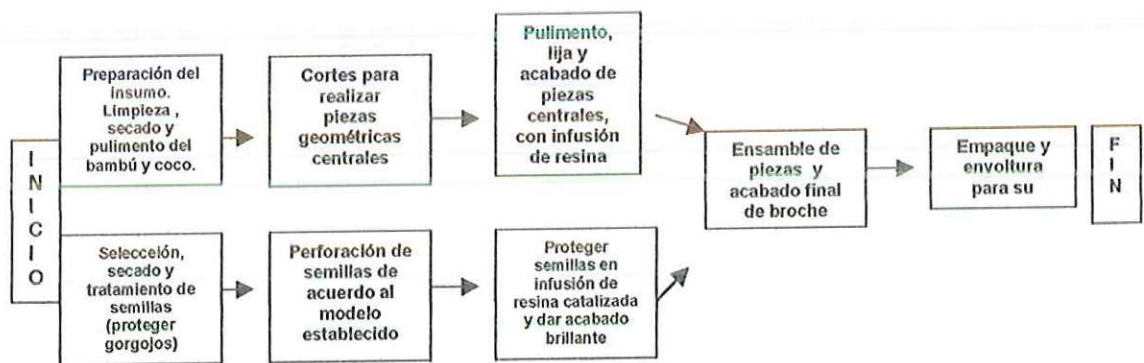 INICIO
Preparación del
insumo.
Limpieza ,
secado y
pulimento del
bambú y coco.
Cortes para
realizar
piezas
geométricas
centrales
Pulimento,
lija y
acabado de
piezas
centrales,
con infusión
de resina
Selección,
secado y
tratamiento de
semillas
(proteger
gorgojos)
Perforación de
semillas de
acuerdo al
modelo
establecido
Proteger
semillas en
infusión de
resina catalizada
y dar acabado
brillante
Ensamble de
piezas y
acabado final
de broche
Empaque y
envoltura
para su
FIN